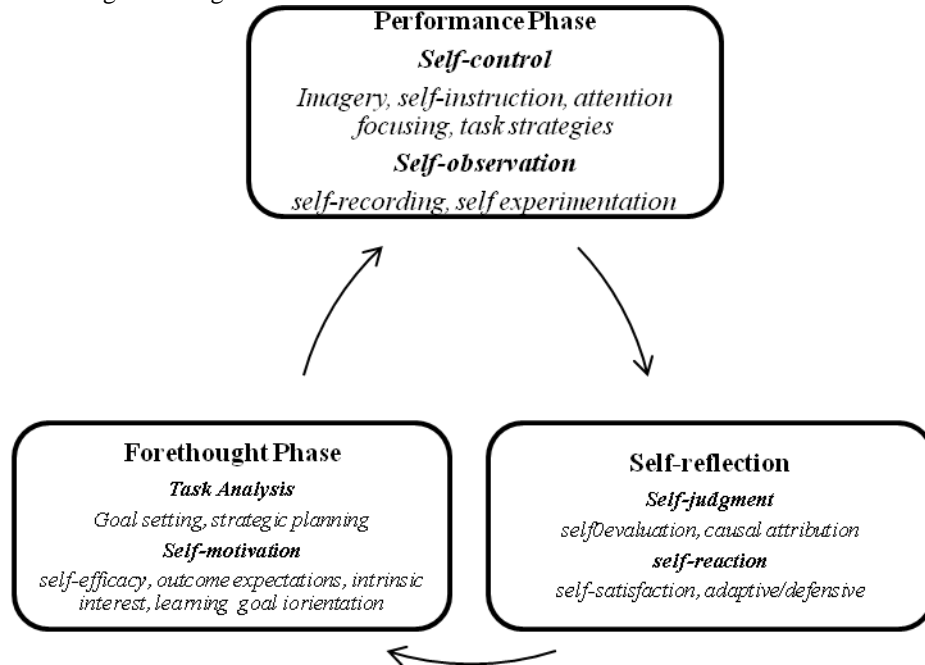 Performance Phase
Self-control
Imagery, self-instruction, attention
focusing, task strategies
Self-observation
self-recording, self experimentation
Forethought Phase
Task Analysis
Goal setting, strategic planning
Self-motivation
self-efficacy, outcome expectations, intrinsic
interest, learning goal iorientation
Self-reflection
Self-judgment
self0evaluation, causal attribution
self-reaction
self-satisfaction, adaptive/defensive